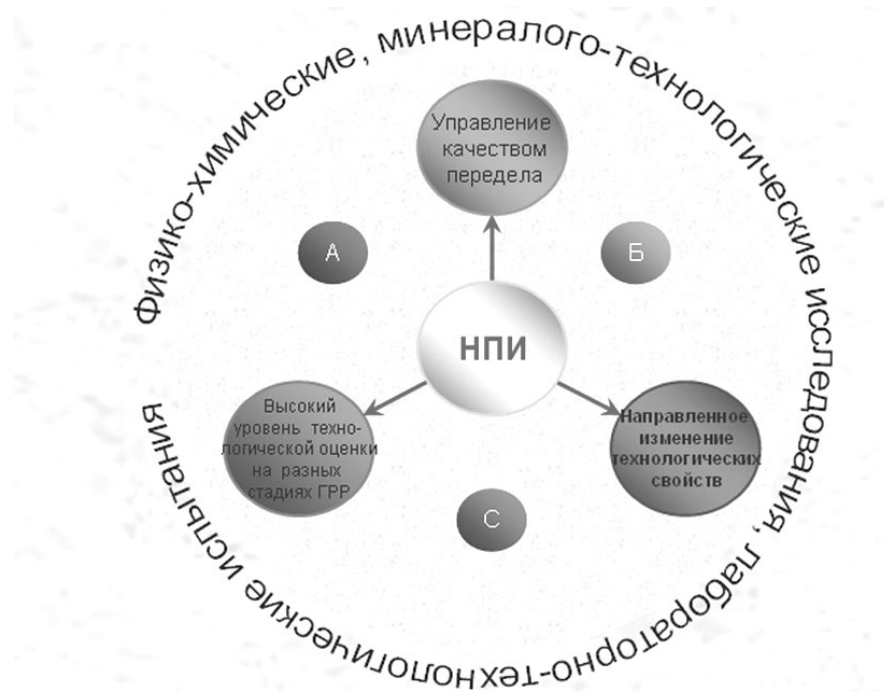 Физико-химические, минералого-технологические исследования, лабораторно-технологические испытания
Управление
качеством
передела
А
Б
НПИ
Высокий
уровень техно-
логической оценки
на разных
стадиях ГРР
Направленное
изменение
технологических
свойств
С